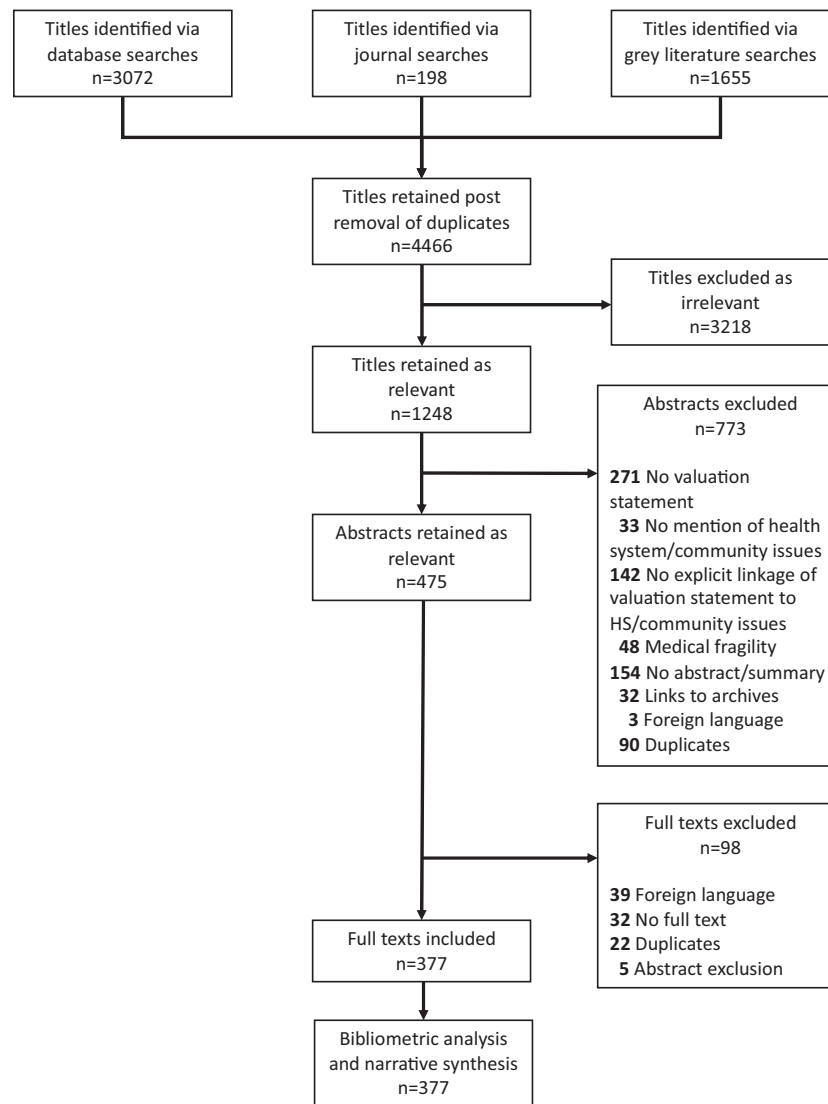 Titles identified via
database searches
n=3072
Titles identified via
journal searches
n=198
Titles identified via
grey literature searches
n=1655
Titles retained post
removal of duplicates
n=4466
Titles excluded as
irrelevant
n=3218
Titles retained as
relevant
n=1248
Abstracts excluded
n=773
271 No valuation
statement
33 No mention of health
system/community issues
142 No explicit linkage of
valuation statement to
HS/community issues
48 Medical fragility
154 No abstract/summary
32 Links to archives
3 Foreign language
90 Duplicates
Abstracts retained as
relevant
n=475
Full texts excluded
n=98
39 Foreign language
32 No full text
22 Duplicates
5 Abstract exclusion
Full texts included
n=377
Bibliometric analysis
and narrative synthesis
n=377